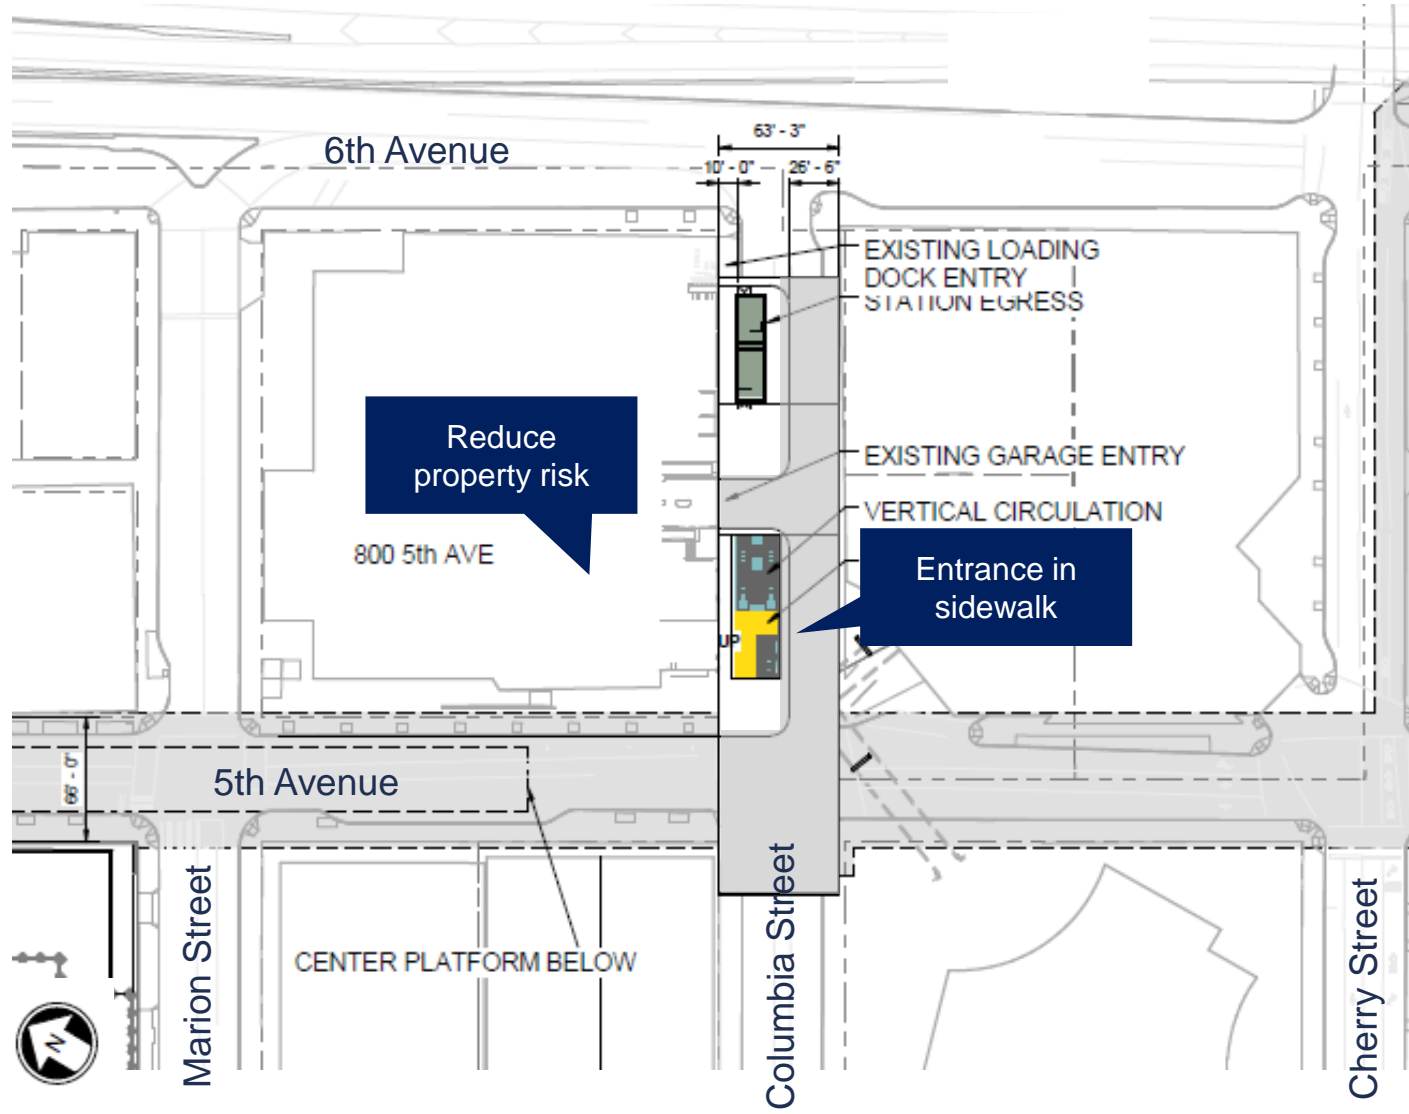 63' - 3"
6th Avenue
10' - 0"
26' - 6"
EXISTING LOADING
DOCK ENTRY
STATION EGRESS
Reduce
property risk
EXISTING GARAGE ENTRY
VERTICAL CIRCULATION
800 5th AVE
Entrance in
sidewalk
UP
66' - 0"
5th Avenue
Marion Street
Columbia Street
Cherry Street
CENTER PLATFORM BELOW
N